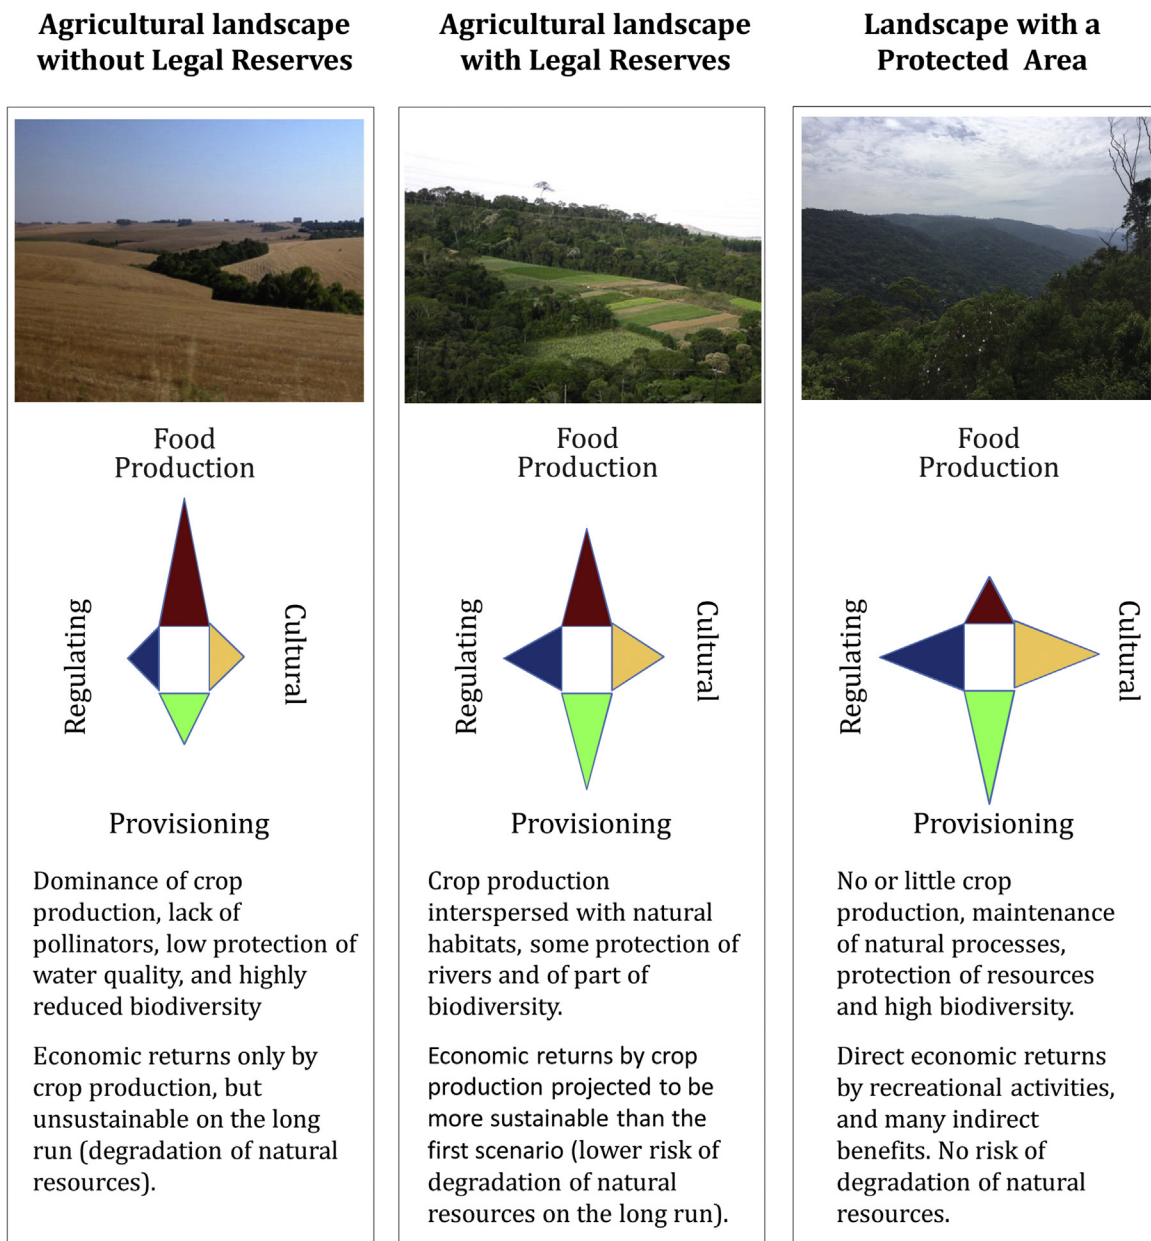 Agricultural landscape
without Legal Reserves
Food
Production
Regulating
Cultural
Provisioning
Dominance of crop
production, lack of
pollinators, low protection of
water quality, and highly
reduced biodiversity
Economic returns only by
crop production, but
unsustainable on the long
run (degradation of natural
resources).
Agricultural landscape
with Legal Reserves
Food
Production
Regulating
Cultural
Provisioning
Crop production
interspersed with natural
habitats, some protection of
rivers and of part of
biodiversity.
Economic returns by crop
production projected to be
more sustainable than the
first scenario (lower risk of
degradation of natural
resources on the long run).
Landscape with a
Protected Area
Food
Production
Regulating
Cultural
Provisioning
No or little crop
production, maintenance
of natural processes,
protection of resources
and high biodiversity.
Direct economic returns
by recreational activities,
and many indirect
benefits. No risk of
degradation of natural
resources.